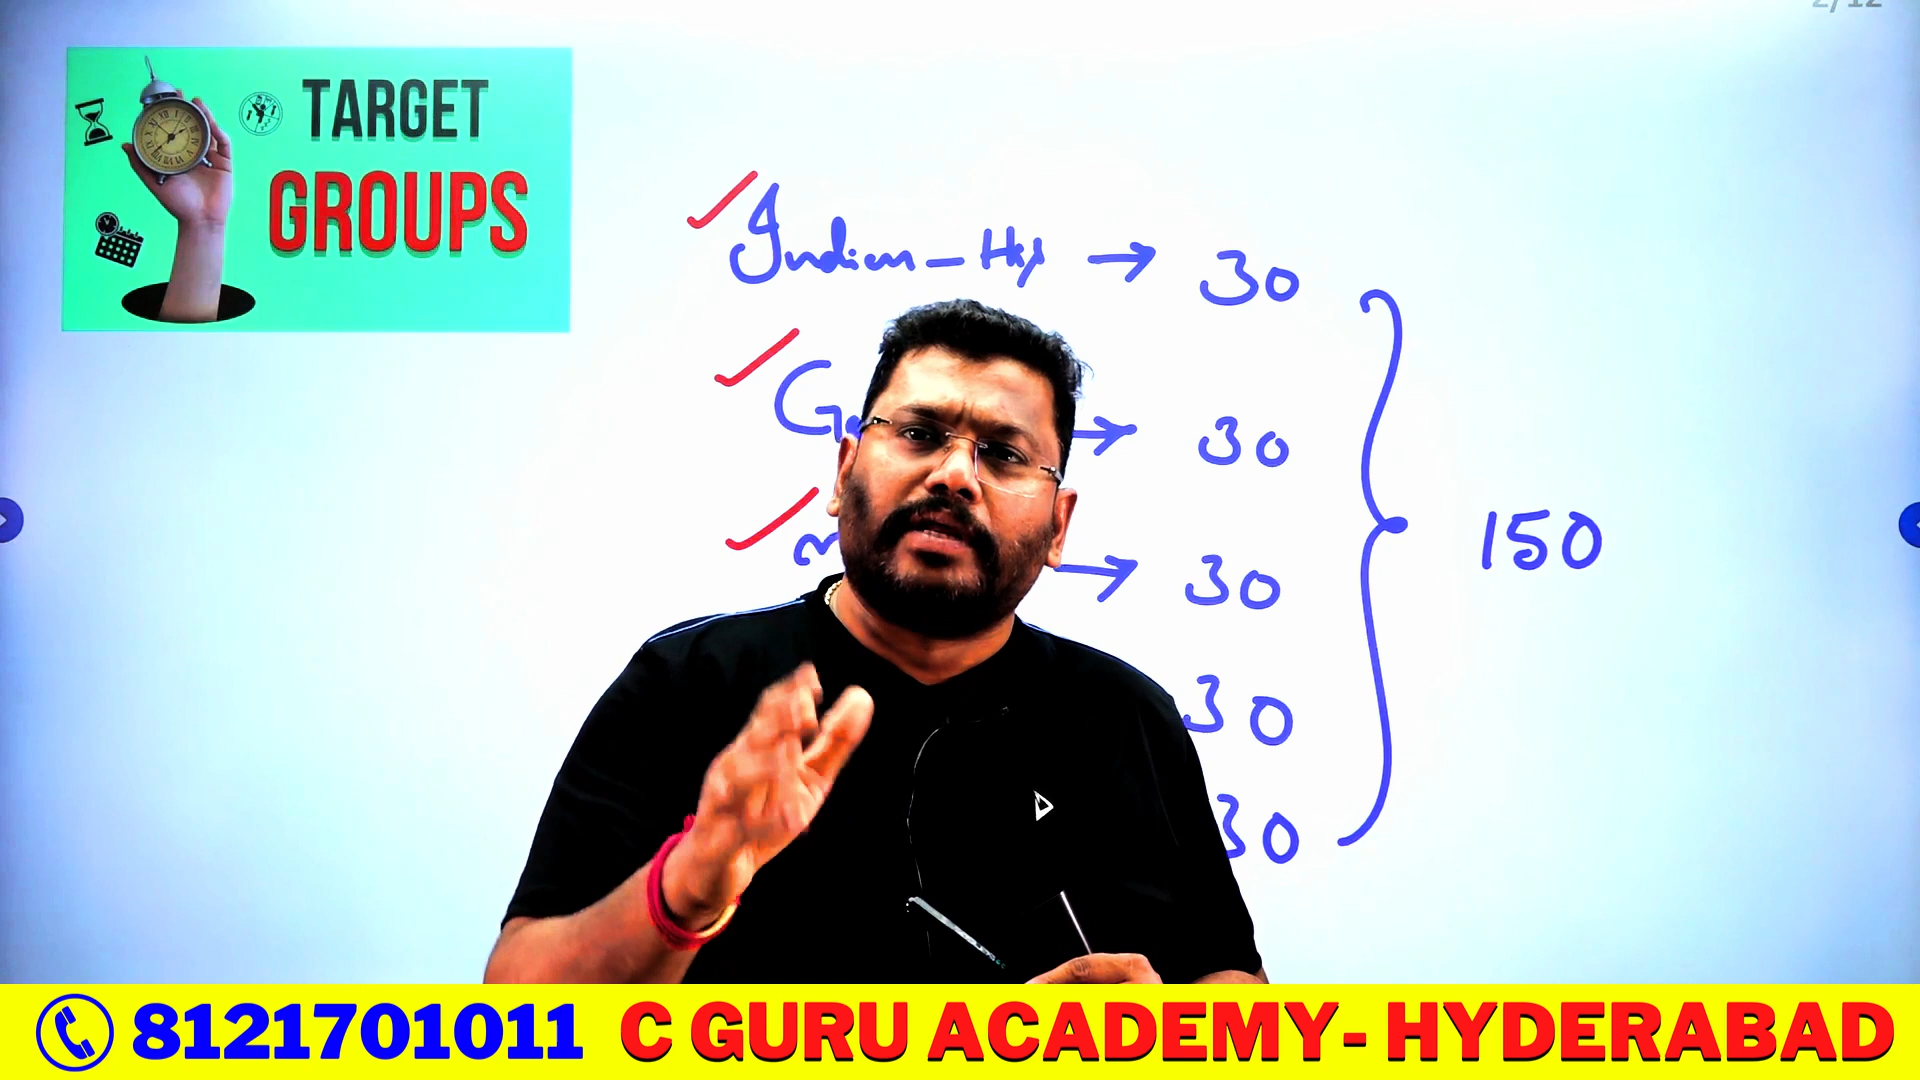 TARGET
GROUPS
Indian - His → 30
→ 30
→ 30
30
30
150
8121701011 C GURU ACADEMY- HYDERABAD